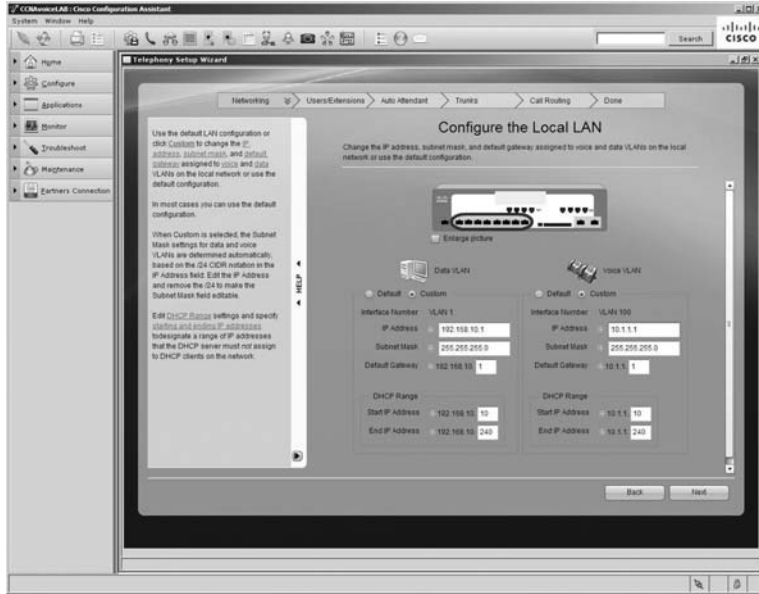 CCNAvoiceLAB : Cisco Configuration Assistant
System Window Help
Search
CISCO
Home
Configure
Applications
Monitor
Troubleshoot
Maintenance
Partners Connection
Telephony Setup Wizard
Networking
Users/Extensions
Auto Attendant
Trunks
Call Routing
Done
Use the default LAN configuration or
click Custom to change the IP
address, subnet mask, and default
gateway assigned to voice and data
VLANs on the local network or use the
default configuration.
In most cases you can use the default
configuration.
When Custom is selected, the Subnet
Mask settings for data and voice
VLANs are determined automatically,
based on the /24 CIDR notation in the
IP Address field. Edit the IP Address
and remove the /24 to make the
Subnet Mask field editable.
Edit DHCP Range settings and specify
starting and ending IP addresses
todesignate a range of IP addresses
that the DHCP server must not assign
to DHCP clients on the network.
HELP
Configure the Local LAN
Change the IP address, subnet mask, and default gateway assigned to voice and data VLANs on the local
network or use the default configuration.
Enlarge picture
Data VLAN
Default Custom
Interface Number VLAN 1
IP Address 192.168.10.1
Subnet Mask 255.255.255.0
Default Gateway 192.168.10. 1
DHCP Range
Start IP Address 192.168.10. 10
End IP Address 192.168.10. 240
Voice VLAN
Default Custom
Interface Number VLAN 100
IP Address 10.1.1.1
Subnet Mask 255.255.255.0
Default Gateway 10.1.1. 1
DHCP Range
Start IP Address 10.1.1. 10
End IP Address 10.1.1. 240
Back
Next